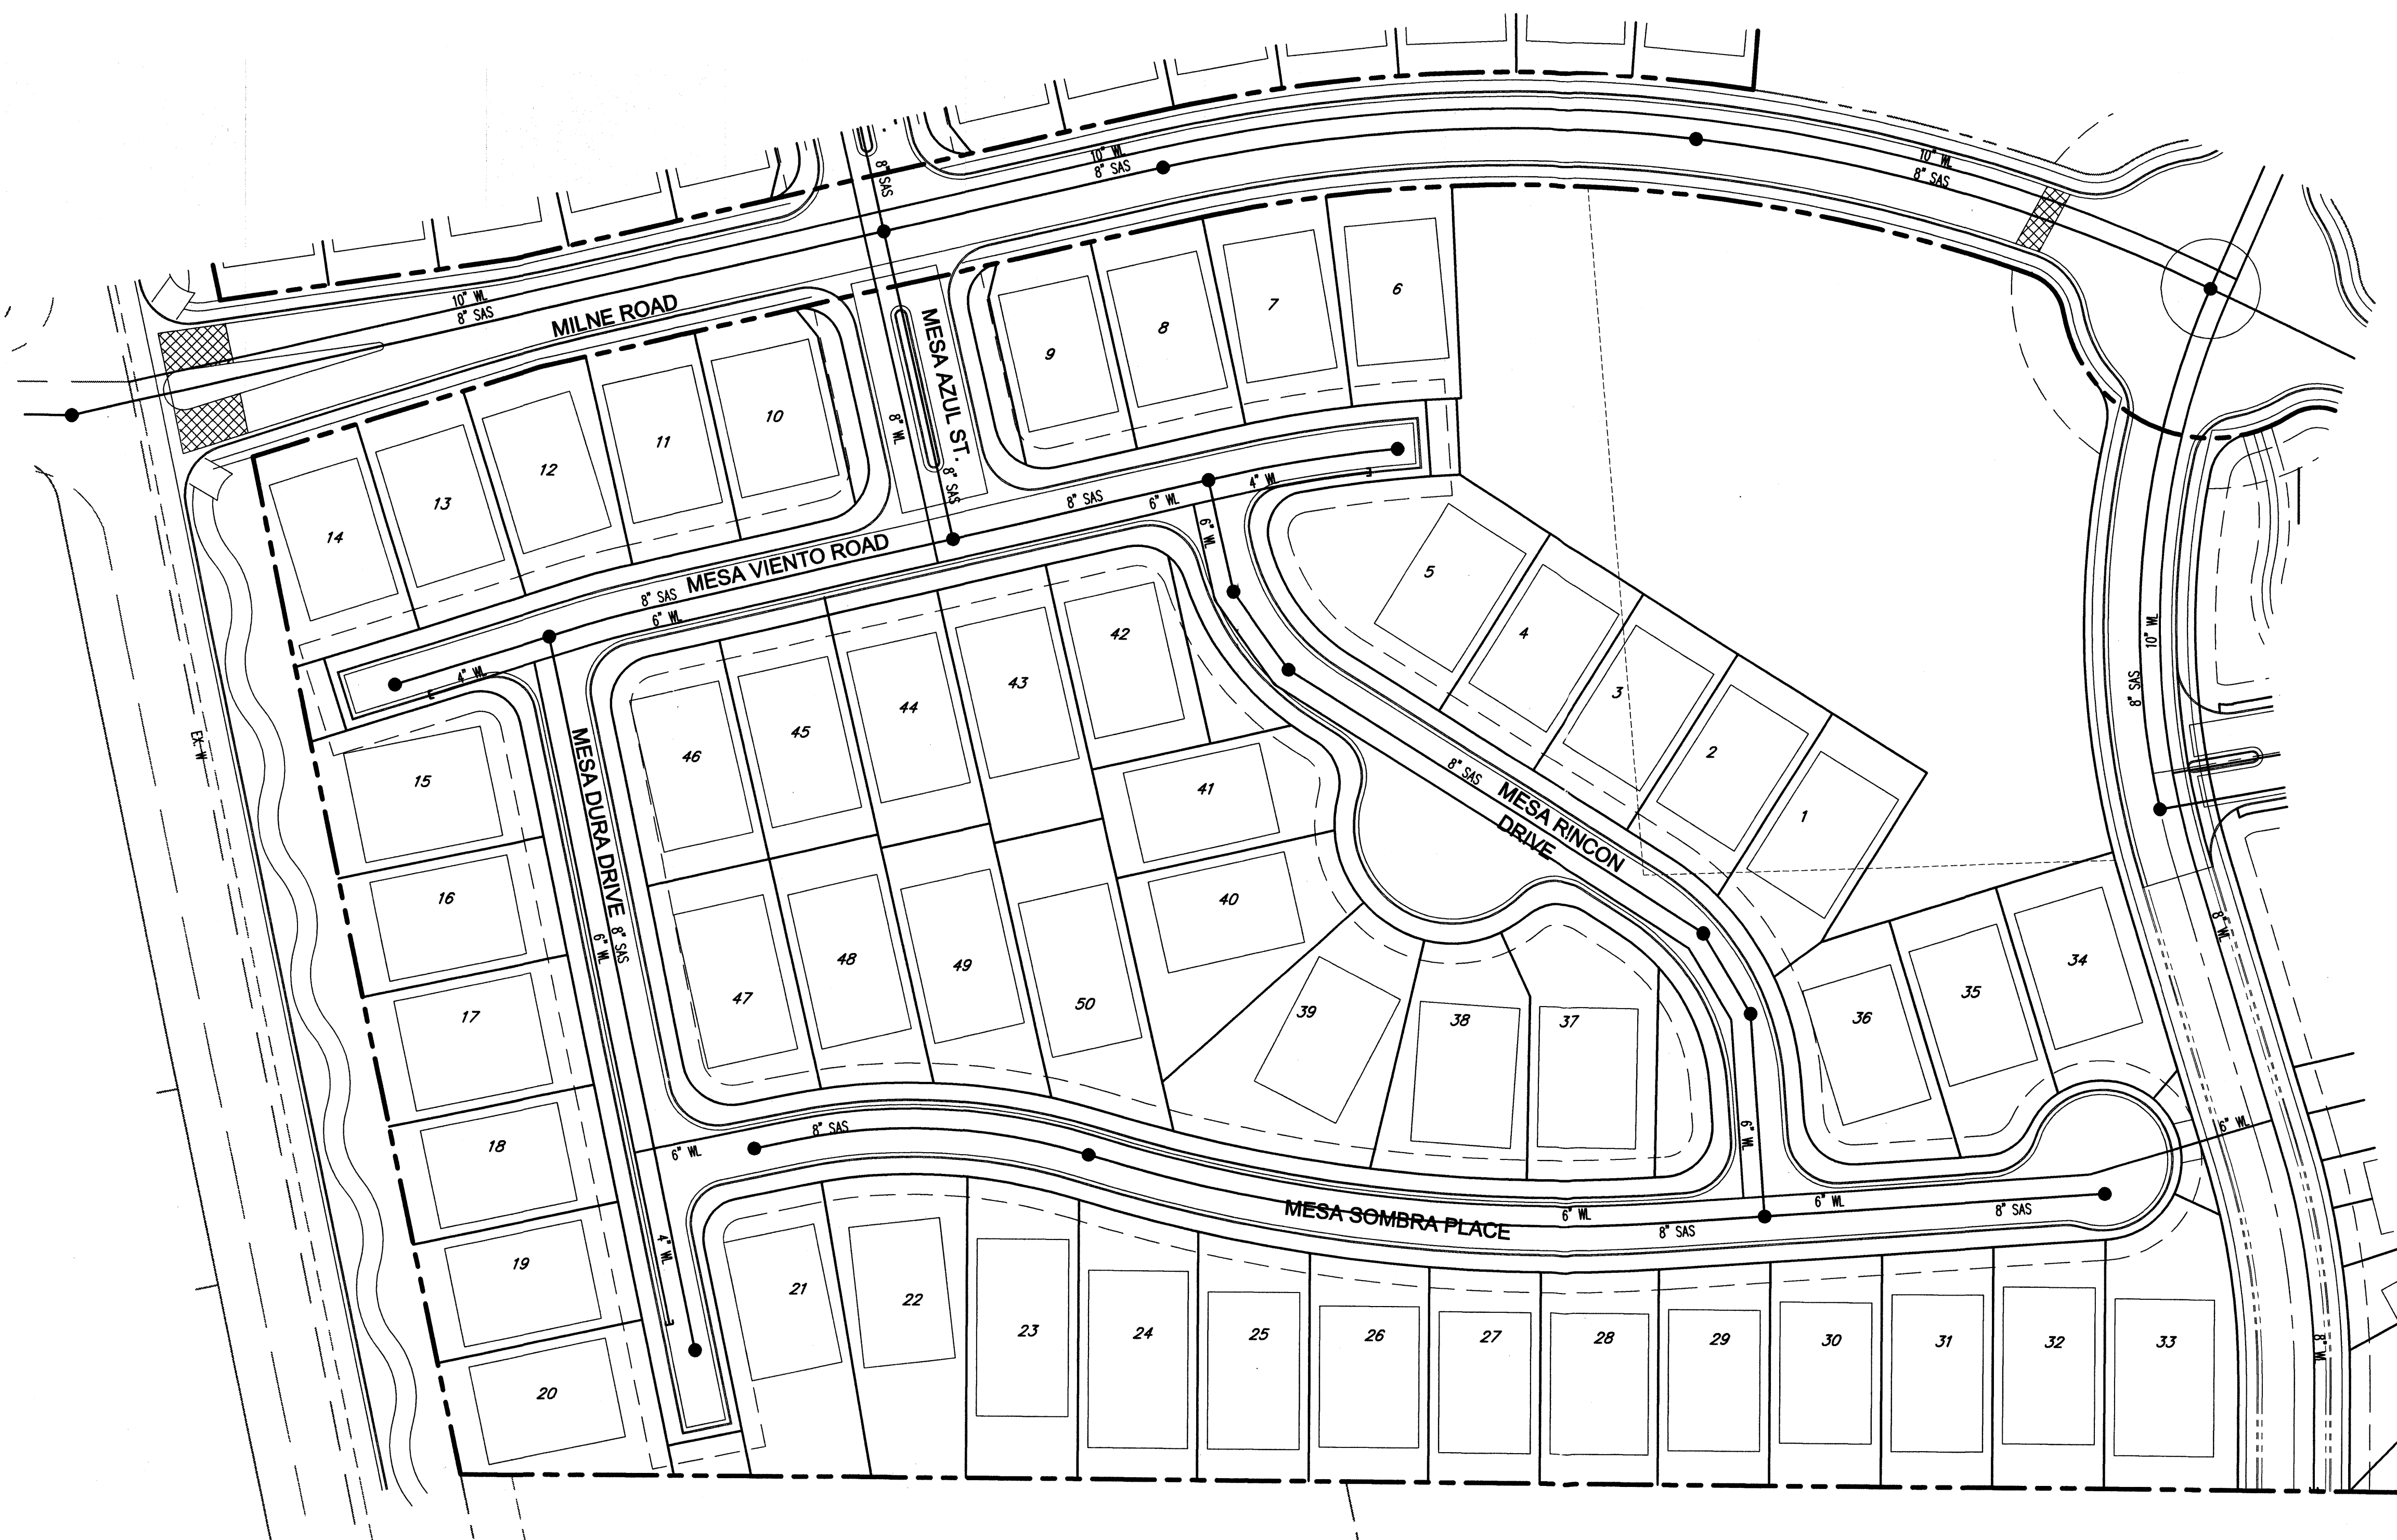 8" SAS
10" WL
8" SAS
10" WL
8" SAS
10" WL
8" SAS
MILNE ROAD
MESA AZUL ST.
8" WL
8" SAS
9
8
7
6
14
13
12
11
10
8" SAS
6" WL
4" WL
6" WL
MESA VIENTO ROAD
8" SAS
6" WL
4" WL
EX. W
5
4
3
2
1
42
43
44
45
46
41
40
47
48
49
50
39
38
37
36
35
34
MESA DURA DRIVE
8" SAS
6" WL
8" SAS
MESA RINCON
DRIVE
10" WL
8" SAS
8" WL
15
16
17
18
19
20
6" WL
8" SAS
4" WL
6" WL
MESA SOMBRA PLACE
6" WL
8" SAS
6" WL
8" SAS
6" WL
8" WL
21
22
23
24
25
26
27
28
29
30
31
32
33